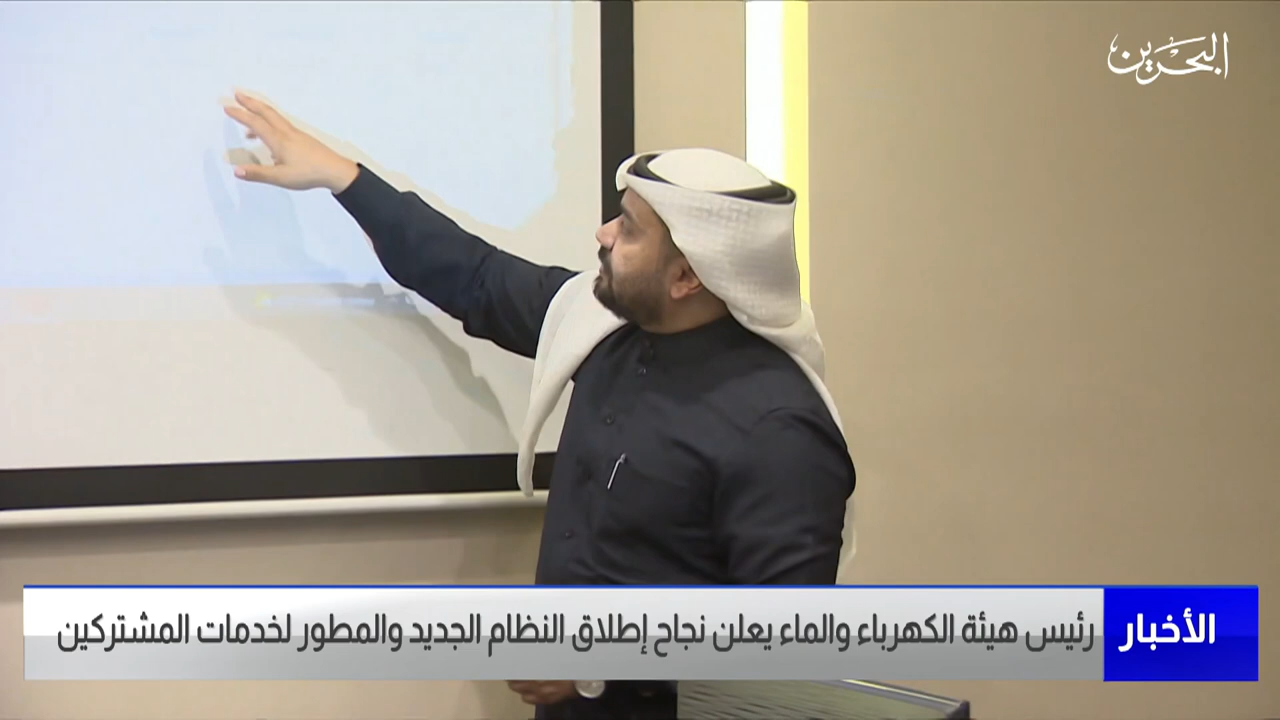 البحرين
الأخبار
رئيس هيئة الكهرباء والماء يعلن نجاح إطلاق النظام الجديد والمطور لخدمات المشتركين